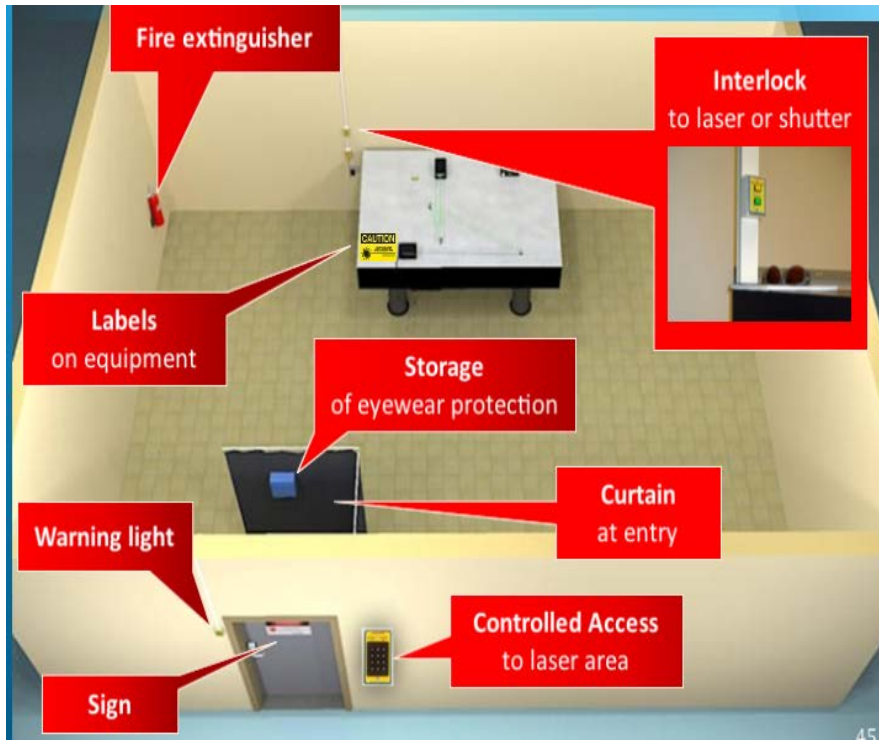 Fire extinguisher
Interlock
to laser or shutter
CAUTION
Labels
on equipment
Storage
of eyewear protection
Curtain
at entry
Warning light
Controlled Access
to laser area
Sign
45